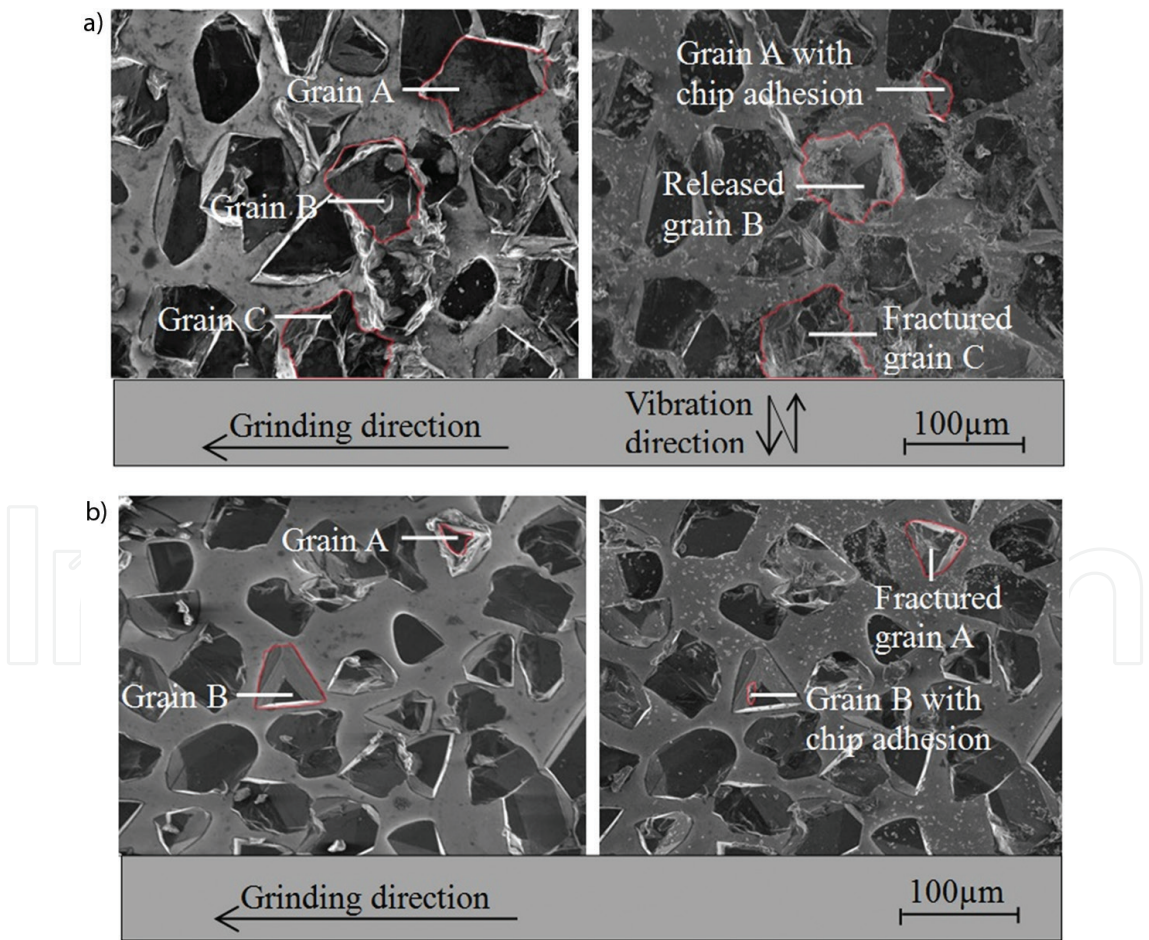 a)
Grain A
Grain B
Grain C
Grain A with
chip adhesion
Released
grain B
Fractured
grain C
Grinding direction
Vibration
direction
100µm
b)
Grain A
Grain B
Fractured
grain A
Grain B with
chip adhesion
Grinding direction
100µm